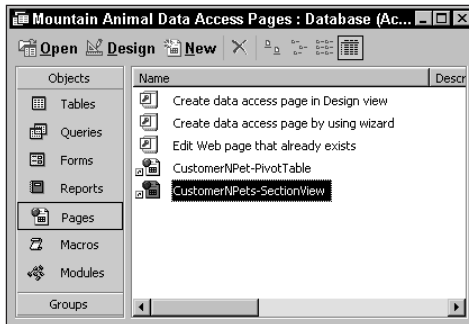 Mountain Animal Data Access Pages : Database (Ac...
Open Design New
Objects
Tables
Queries
Forms
Reports
Pages
Macros
Modules
Groups
Name Descr
Create data access page in Design view
Create data access page by using wizard
Edit Web page that already exists
CustomerNPet-PivotTable
CustomerNPets-SectionView